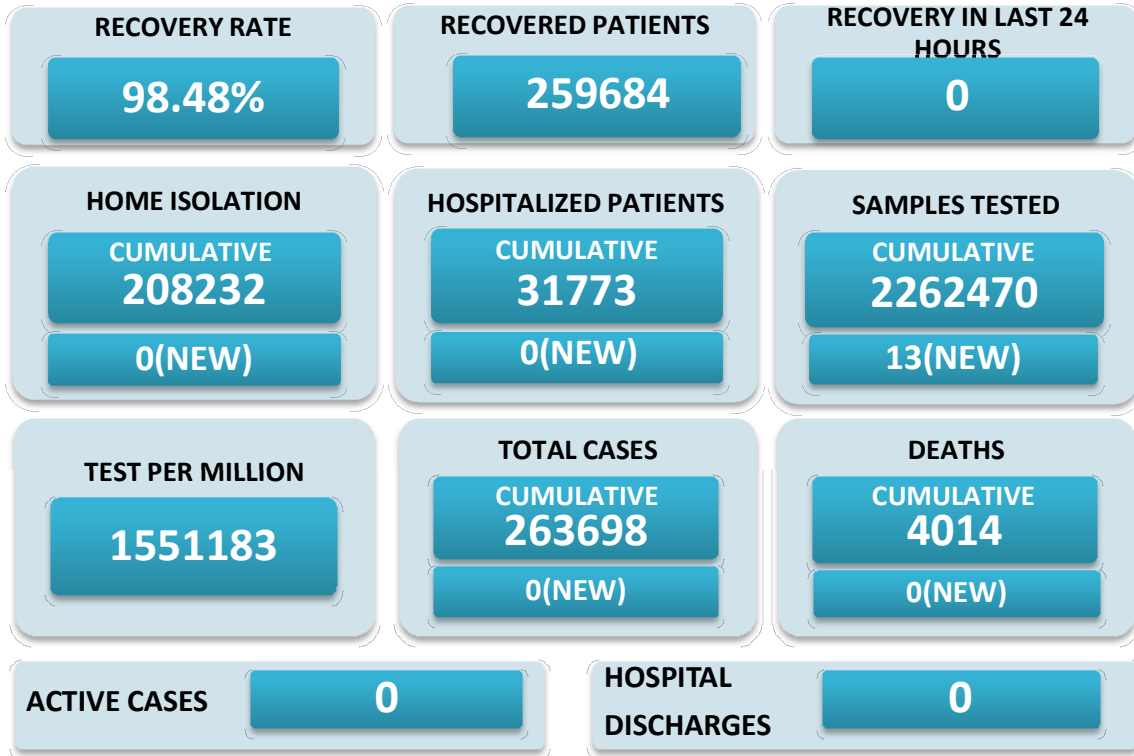 RECOVERY RATE
98.48%
RECOVERED PATIENTS
259684
RECOVERY IN LAST 24
HOURS
0
HOME ISOLATION
CUMULATIVE
208232
0(NEW)
HOSPITALIZED PATIENTS
CUMULATIVE
31773
0(NEW)
SAMPLES TESTED
CUMULATIVE
2262470
13(NEW)
TEST PER MILLION
1551183
TOTAL CASES
CUMULATIVE
263698
0(NEW)
DEATHS
CUMULATIVE
4014
0(NEW)
ACTIVE CASES
0
HOSPITAL
DISCHARGES
0